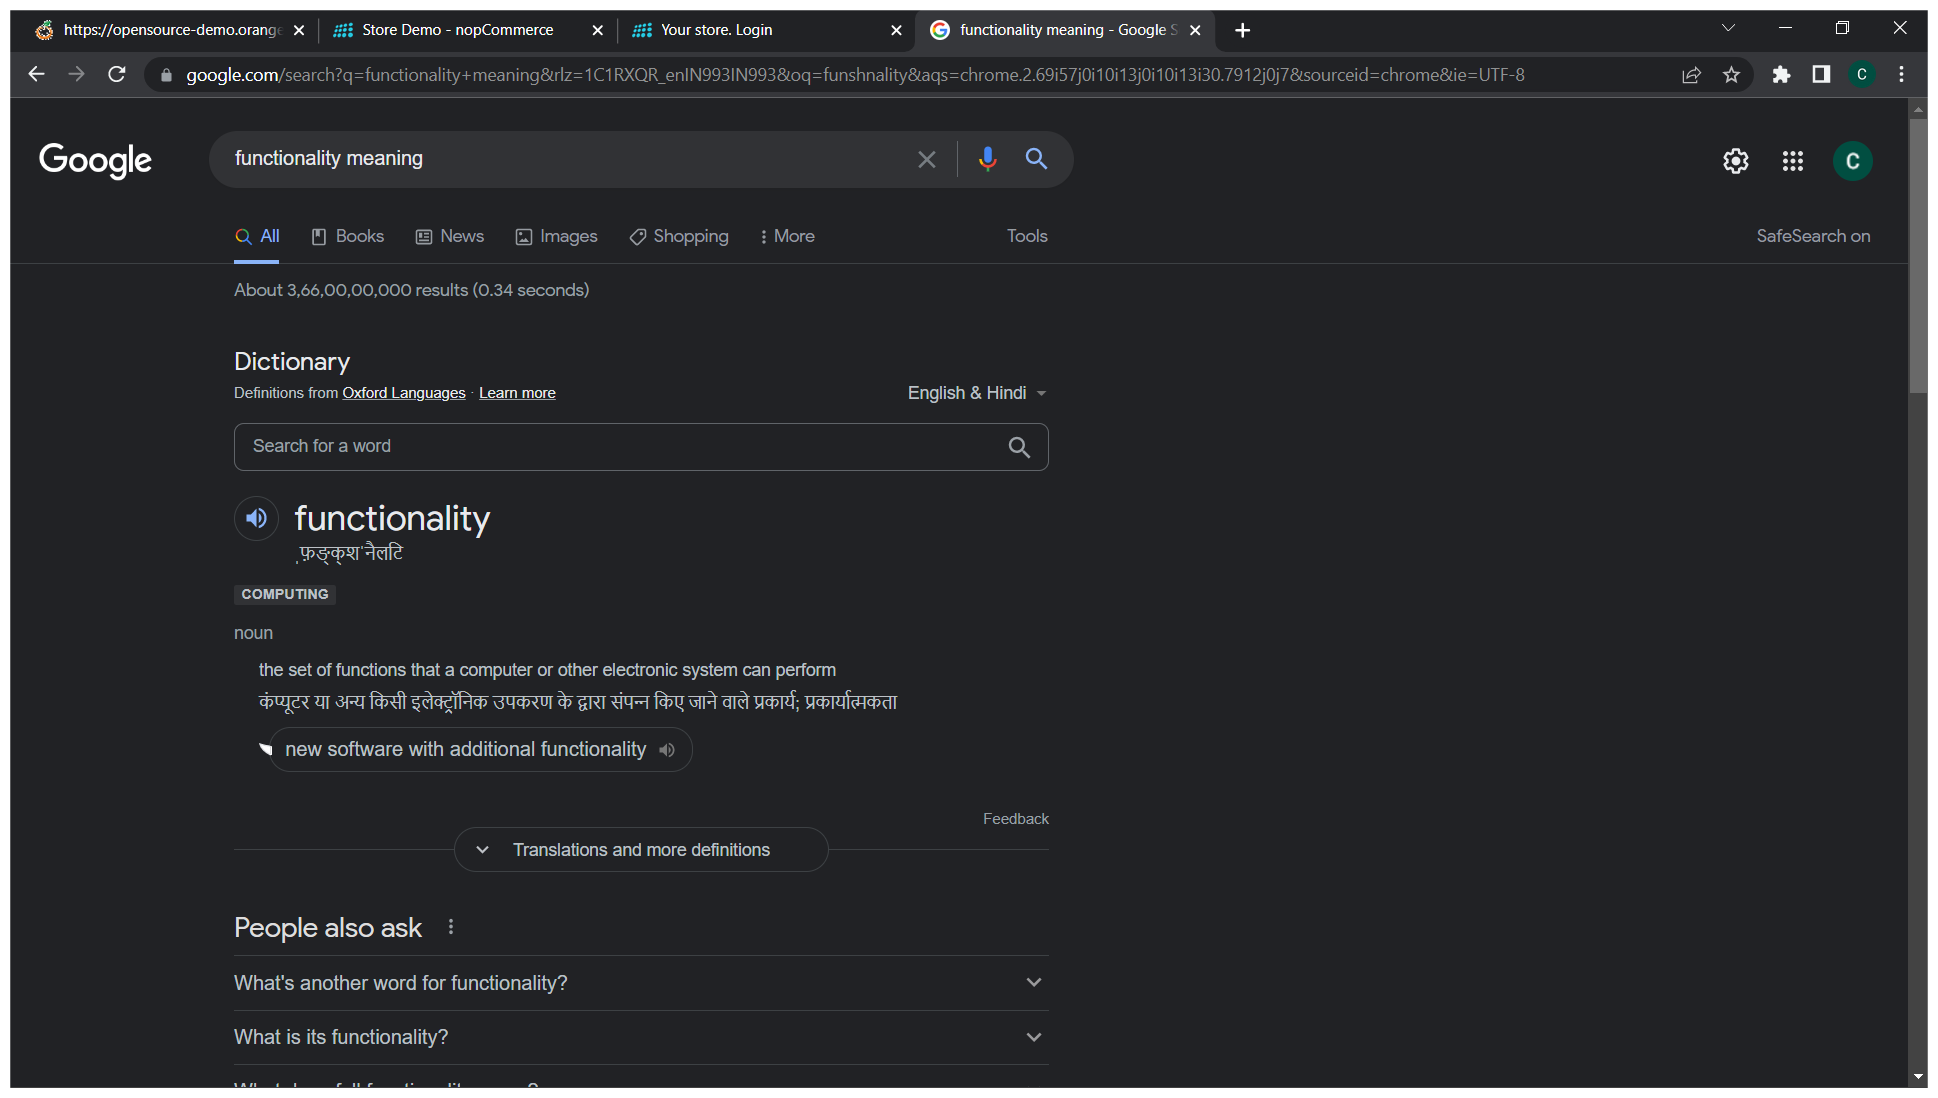 https://opensource-demo.orange
Store Demo - nopCommerce
Your store. Login
functionality meaning - Google S
google.com/search?q=functionality+meaning&rlz=1C1RXQR_enIN993IN993&oq=funshnality&aqs=chrome.2.69i57j0i10i13j0i10i13i30.7912j0j7&sourceid=chrome&ie=UTF-8
C
Google
functionality meaning
C
All
Books
News
Images
Shopping
More
Tools
SafeSearch on
About 3,66,00,00,000 results (0.34 seconds)
Dictionary
Definitions from Oxford Languages · Learn more
English & Hindi
Search for a word
functionality
ˌफ़ङ्क्शˈनैलटि
COMPUTING
noun
the set of functions that a computer or other electronic system can perform
कंप्यूटर या अन्य किसी इलेक्ट्रॉनिक उपकरण के द्वारा संपन्न किए जाने वाले प्रकार्य; प्रकार्यात्मकता
new software with additional functionality
Feedback
Translations and more definitions
People also ask
What's another word for functionality?
What is its functionality?